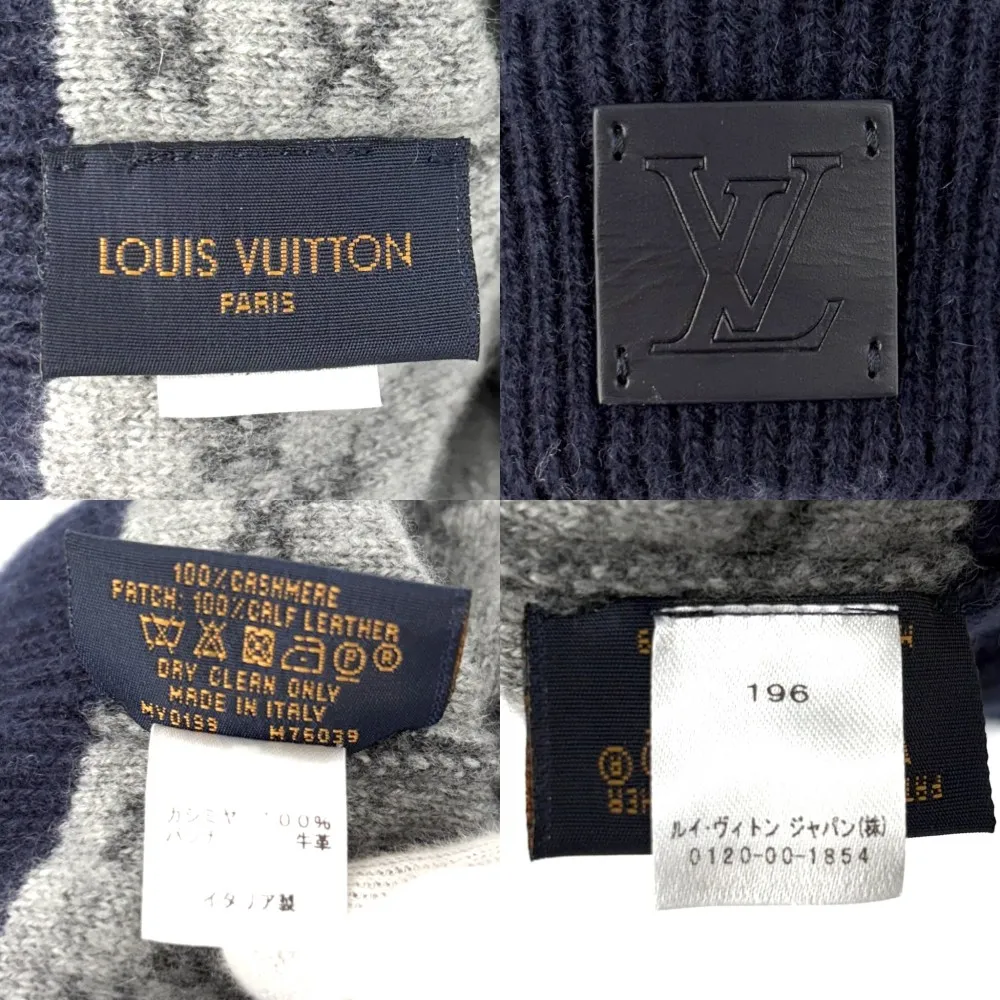 LOUIS VUITTON
PARIS
LV
100% CASHMERE
PATCH: 100% CALF LEATHER
P R
DRY CLEAN ONLY
MADE IN ITALY
MY0199 M76039
カシミヤ 100%
牛革
イタリア製
196
ルイ・ヴィトン ジャパン(株)
0120-00-1854